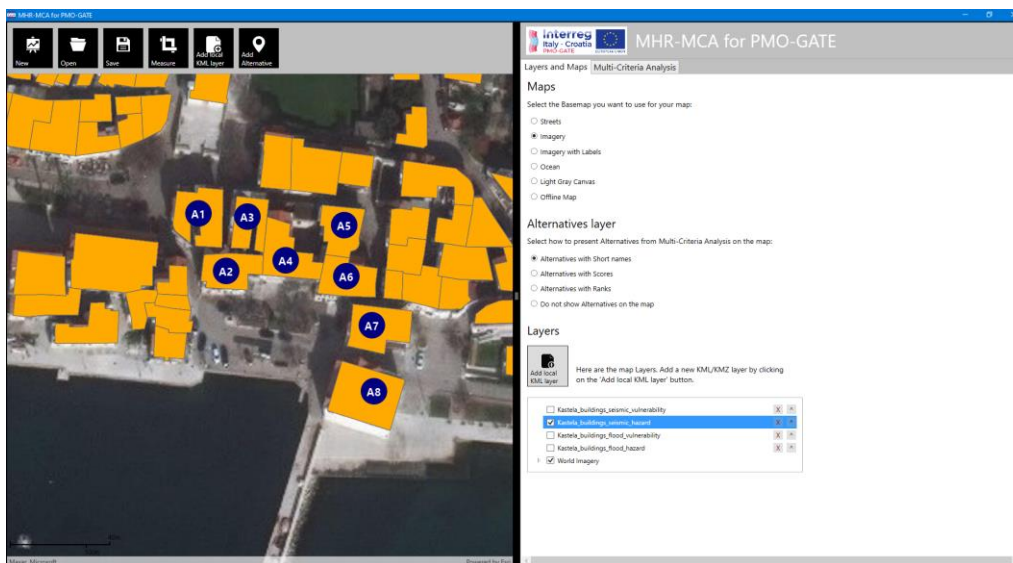 MHR-MCA for PMO-GATE
New
Open
Save
Measure
Add local
KML layer
Add
Alternative
A1
A3
A5
A4
A2
A6
A7
A8
Powered by Esri
Interreg
Italy - Croatia
PMO-GATE
EUROPEAN UNION
MHR-MCA for PMO-GATE
Layers and Maps
Multi-Criteria Analysis
Maps
Select the Basemap you want to use for your map:
Streets
Imagery
Imagery with Labels
Ocean
Light Gray Canvas
Offline Map
Alternatives layer
Select how to present Alternatives from Multi-Criteria Analysis on the map:
Alternatives with Short names
Alternatives with Scores
Alternatives with Ranks
Do not show Alternatives on the map
Layers
Add local
KML layer
Here are the map Layers. Add a new KML/KMZ layer by clicking
on the 'Add local KML layer' button.
Kastela_buildings_seismic_vulnerability
X ^
Kastela_buildings_seismic_hazard
X ^
Kastela_buildings_flood_vulnerability
X ^
Kastela_buildings_flood_hazard
X ^
World Imagery